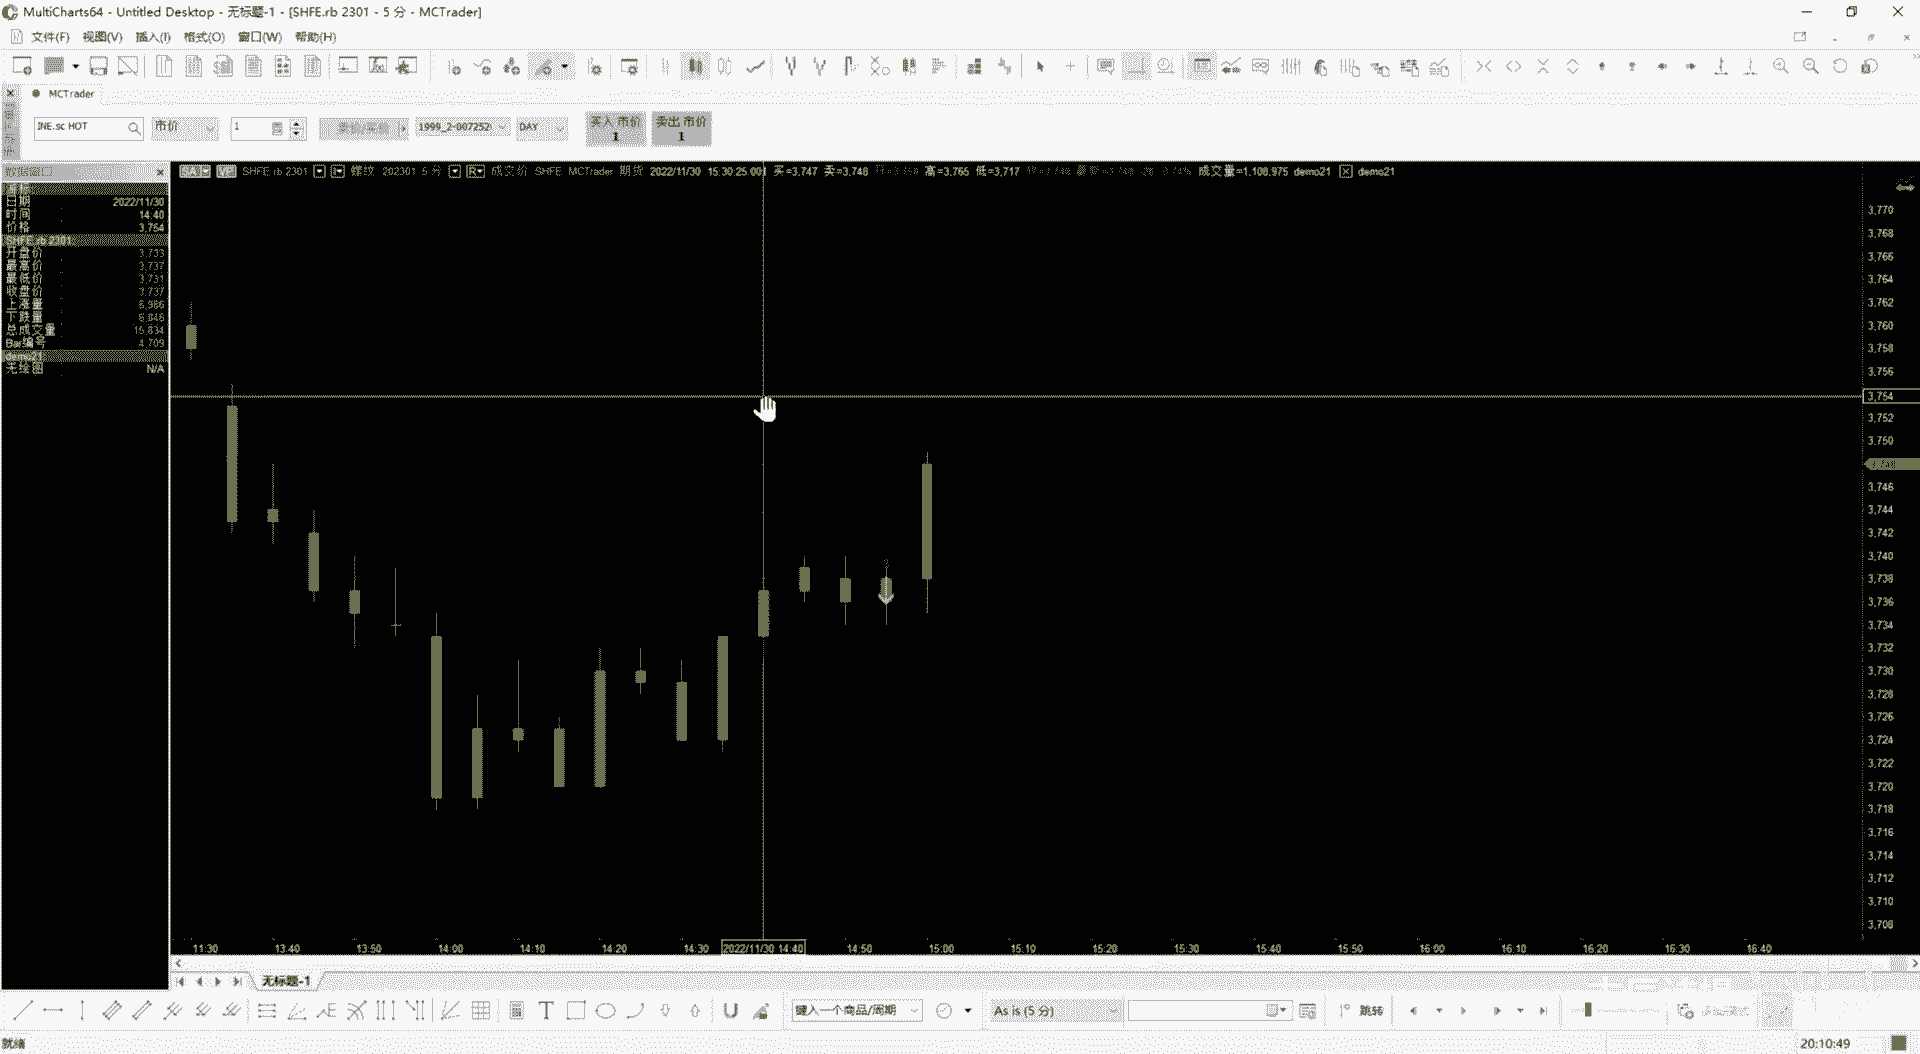 MultiCharts64 - Untitled Desktop - 无标题-1 - [SHFE.rb 2301 - 5 分 - MCTrader]
文件(F) 视图(V) 插入(I) 格式(O) 窗口(W) 帮助(H)
MCTrader
INE.sc HOT 市价 1 1999_2-007252 DAY 买入 市价 1 卖出 市价 1
数据窗口
SA VP SHFE rb 2301 螺纹 202301 5 分 R 成交价 SHFE MCTrader 期货 2022/11/30 15:30:25.001 买=3,747 卖=3,748 高=3,765 低=3,717 成交量=1,108,975 demo21 demo21
日期 2022/11/30
时间 14:40
价格 3,754
SHFE.rb 2301
开盘价 3,733
最高价 3,737
最低价 3,731
收盘价 3,737
上涨量
下跌量
总成交量 15,834
Bar编号 4,709
demo21
无绘图 N/A
3,770
3,768
3,766
3,764
3,762
3,760
3,758
3,756
3,754
3,752
3,750
3,746
3,744
3,742
3,740
3,738
3,736
3,734
3,732
3,730
3,728
3,726
3,724
3,722
3,720
3,718
3,716
3,714
3,712
3,710
3,708
11:30 13:40 13:50 14:00 14:10 14:20 14:30 2022/11/30 14:40 14:50 15:00 15:10 15:20 15:30 15:40 15:50 16:00 16:10 16:20 16:30 16:40
无标题-1
键入一个商品/周期 As is (5 分) 跳转
就绪 20:10:49